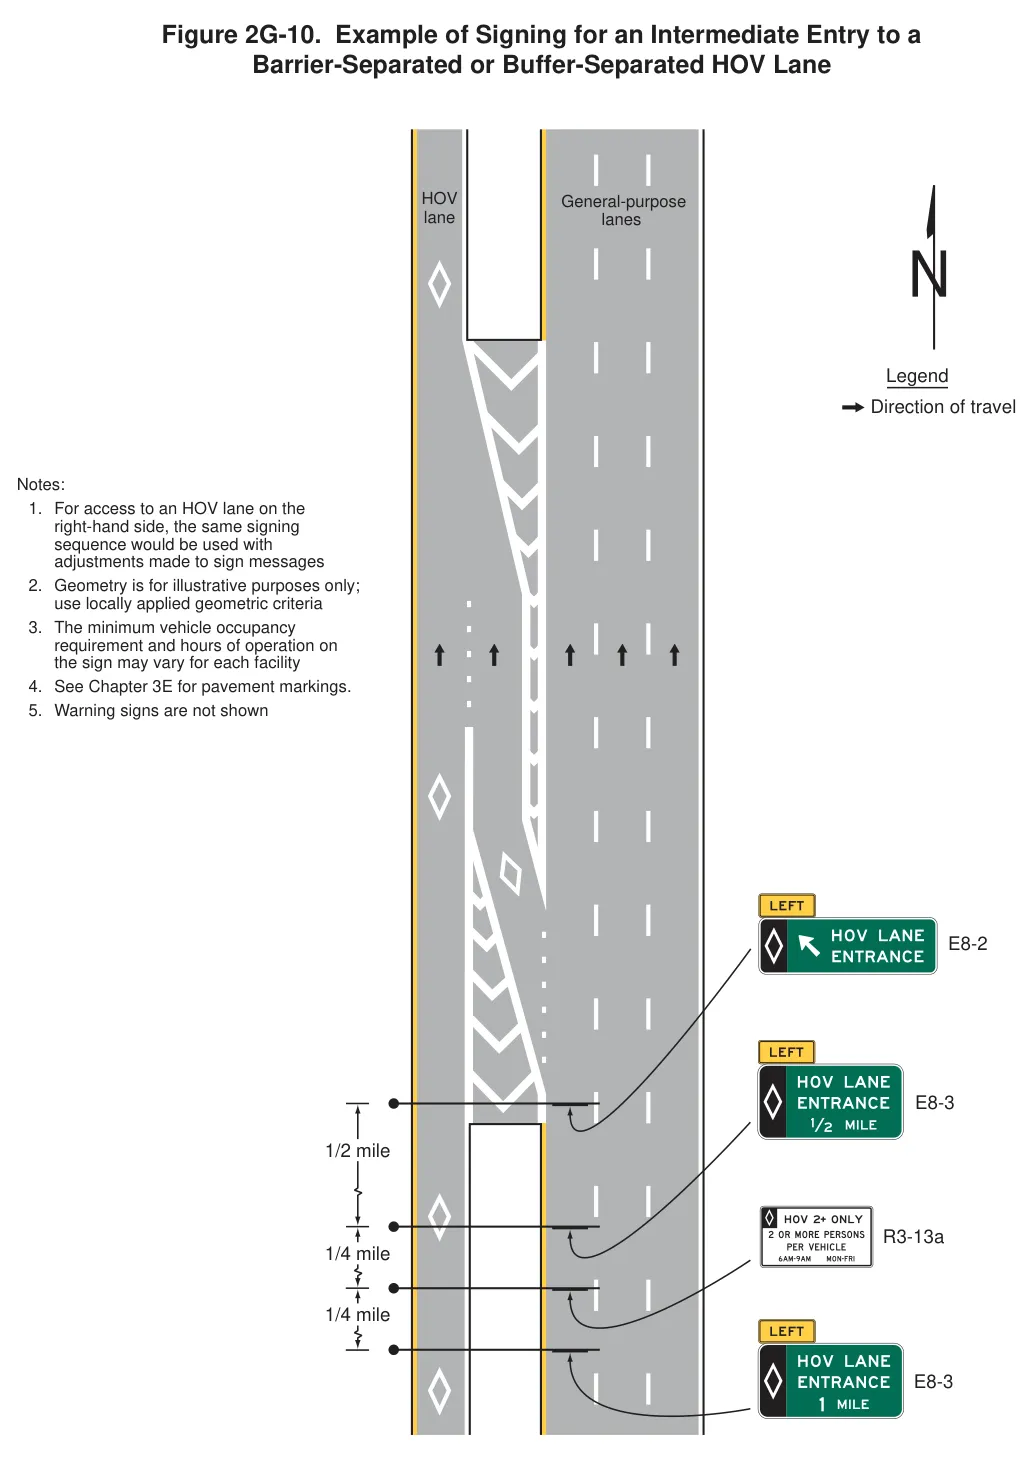 Figure 2G-10.  Example of Signing for an Intermediate Entry to a
Barrier-Separated or Buffer-Separated HOV Lane
HOV
lane
General-purpose
lanes
N
Legend
Direction of travel
Notes:
1. For access to an HOV lane on the
right-hand side, the same signing
sequence would be used with
adjustments made to sign messages
2. Geometry is for illustrative purposes only;
use locally applied geometric criteria
3. The minimum vehicle occupancy
requirement and hours of operation on
the sign may vary for each facility
4. See Chapter 3E for pavement markings.
5. Warning signs are not shown
LEFT
HOV LANE
ENTRANCE
E8-2
LEFT
HOV LANE
ENTRANCE
1/2 MILE
E8-3
1/2 mile
HOV 2+ ONLY
2 OR MORE PERSONS
PER VEHICLE
6AM-9AM MON-FRI
R3-13a
1/4 mile
1/4 mile
LEFT
HOV LANE
ENTRANCE
1 MILE
E8-3